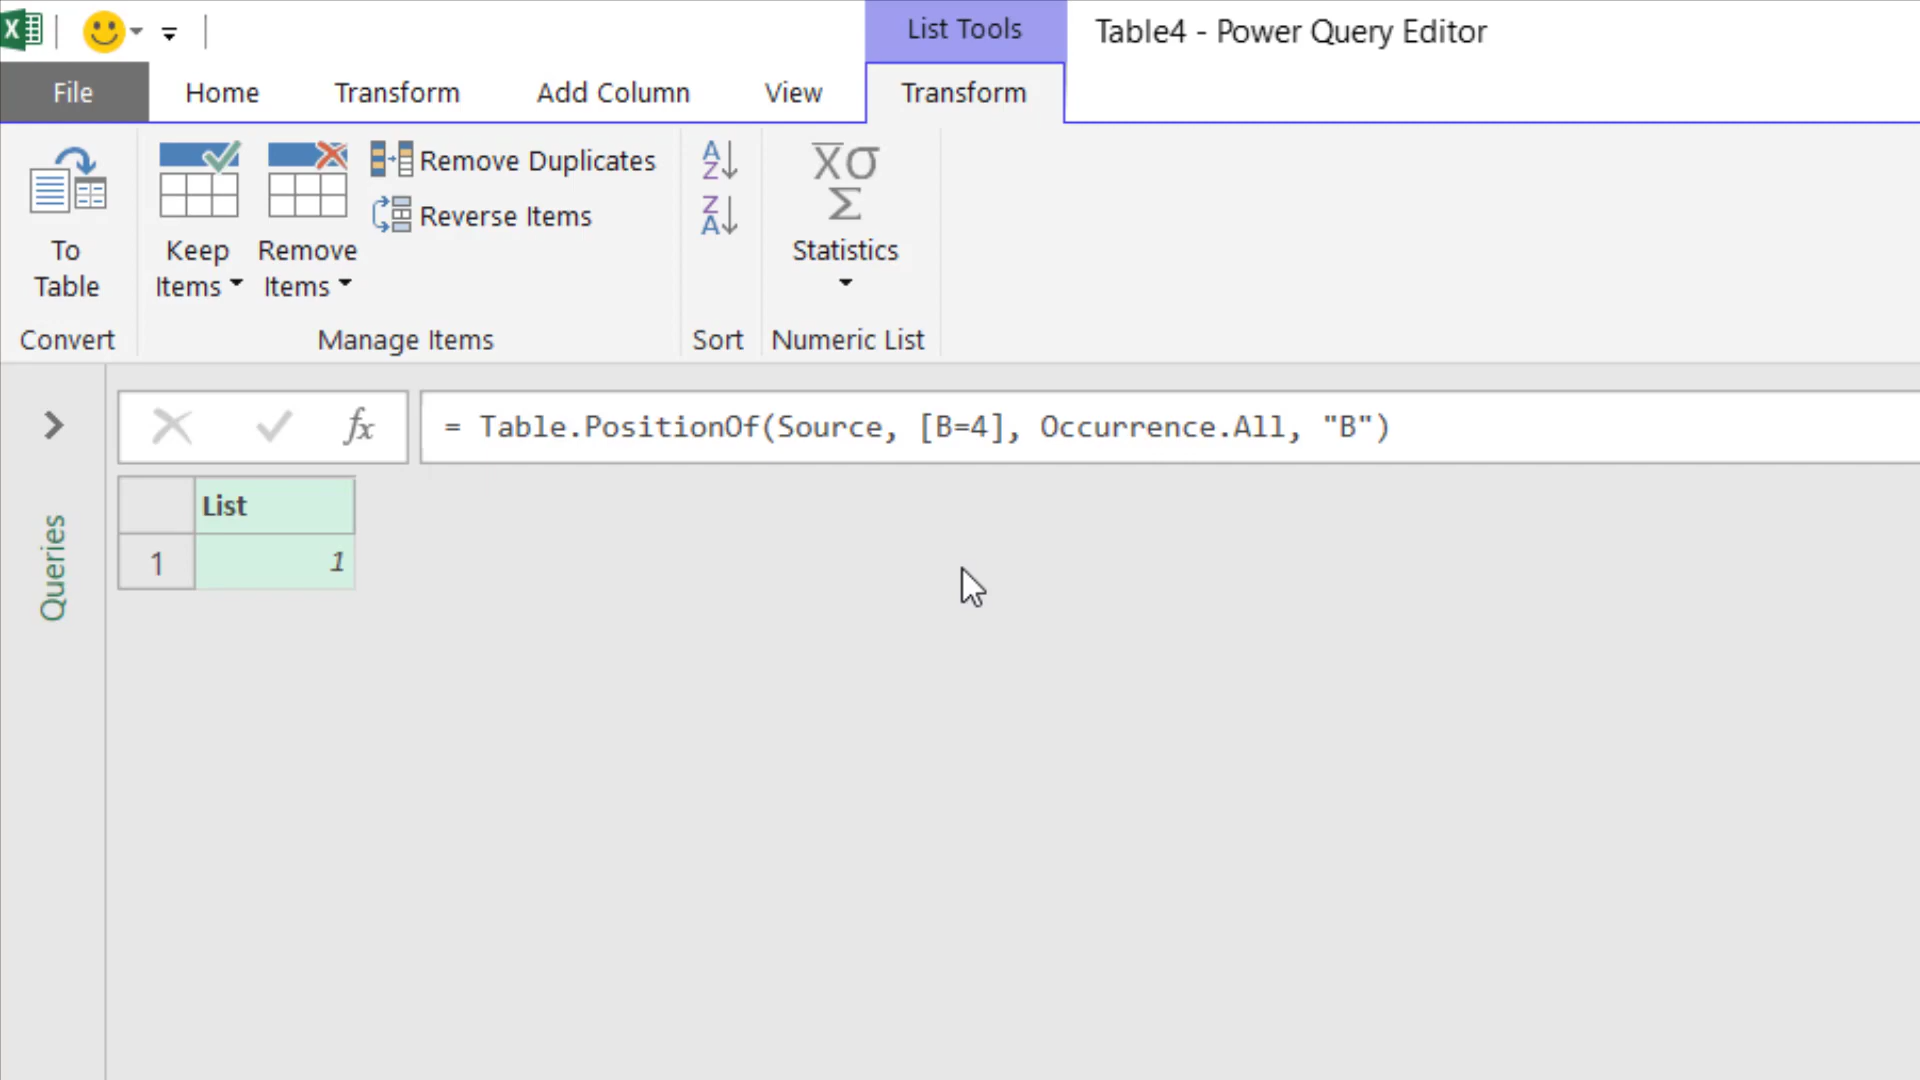 List Tools
Table4 - Power Query Editor
File
Home
Transform
Add Column
View
Transform
To
Table
Keep
Items
Remove
Items
Remove Duplicates
Reverse Items
Statistics
Convert
Manage Items
Sort
Numeric List
fx
= Table.PositionOf(Source, [B=4], Occurrence.All, "B")
Queries
List
1 1